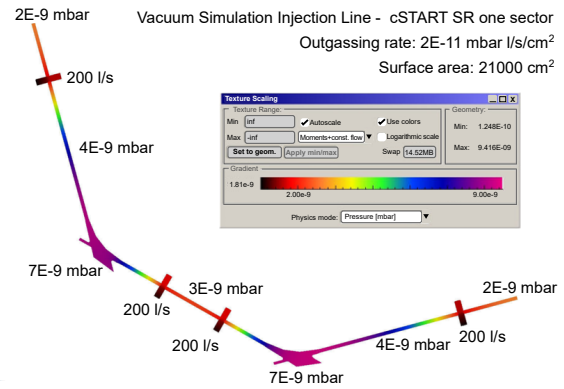 2E-9 mbar
Vacuum Simulation Injection Line - cSTART SR one sector
Outgassing rate: 2E-11 mbar l/s/cm²
Surface area: 21000 cm²
200 l/s
4E-9 mbar
Texture Scaling
Texture Range:
Min inf Autoscale Use colors
Max -inf Moments+const. flow Logarithmic scale
Set to geom. Apply min/max Swap 14.52MB
Geometry:
Min: 1.248E-10
Max: 9.416E-09
Gradient
1.81e-9
2.00e-9 9.00e-9
Physics mode: Pressure [mbar]
7E-9 mbar
3E-9 mbar
200 l/s
200 l/s
2E-9 mbar
200 l/s
4E-9 mbar
7E-9 mbar